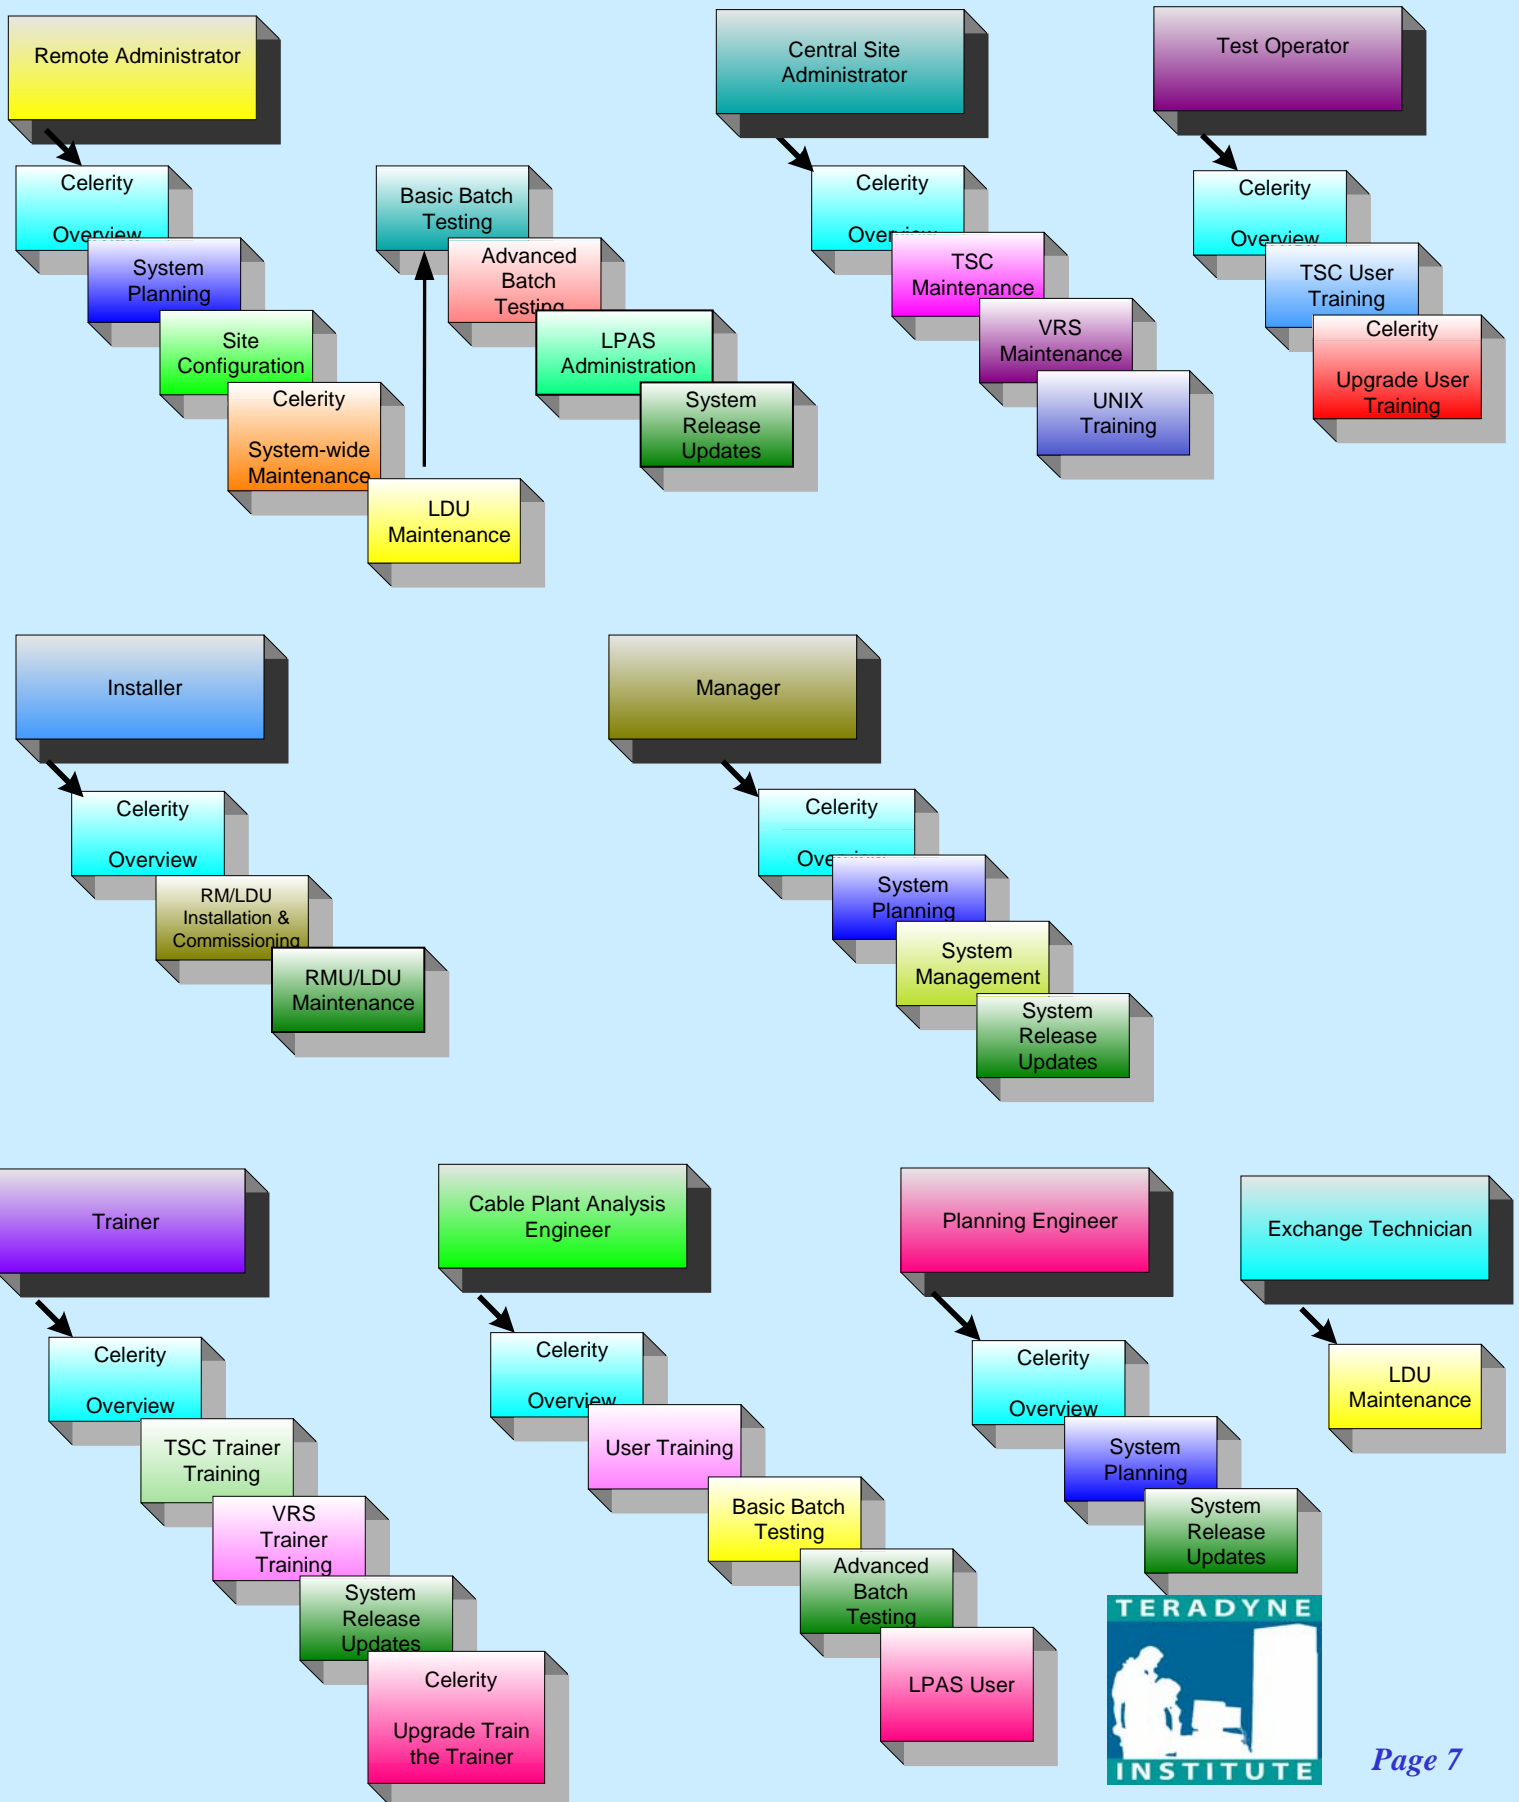 Remote Administrator
Celerity
Overview
System
Planning
Site
Configuration
Celerity
System-wide
Maintenance
LDU
Maintenance
Basic Batch
Testing
Advanced
Batch
Testing
LPAS
Administration
System
Release
Updates
Central Site
Administrator
Celerity
Overview
TSC
Maintenance
VRS
Maintenance
UNIX
Training
Test Operator
Celerity
Overview
TSC User
Training
Celerity
Upgrade User
Training
Installer
Celerity
Overview
RM/LDU
Installation &
Commissioning
RMU/LDU
Maintenance
Manager
Celerity
Overview
System
Planning
System
Management
System
Release
Updates
Trainer
Celerity
Overview
TSC Trainer
Training
VRS
Trainer
Training
System
Release
Updates
Celerity
Upgrade Train
the Trainer
Cable Plant Analysis
Engineer
Celerity
Overview
User Training
Basic Batch
Testing
Advanced
Batch
Testing
LPAS User
Planning Engineer
Celerity
Overview
System
Planning
System
Release
Updates
Exchange Technician
LDU
Maintenance
TERADYNE
INSTITUTE
Page 7